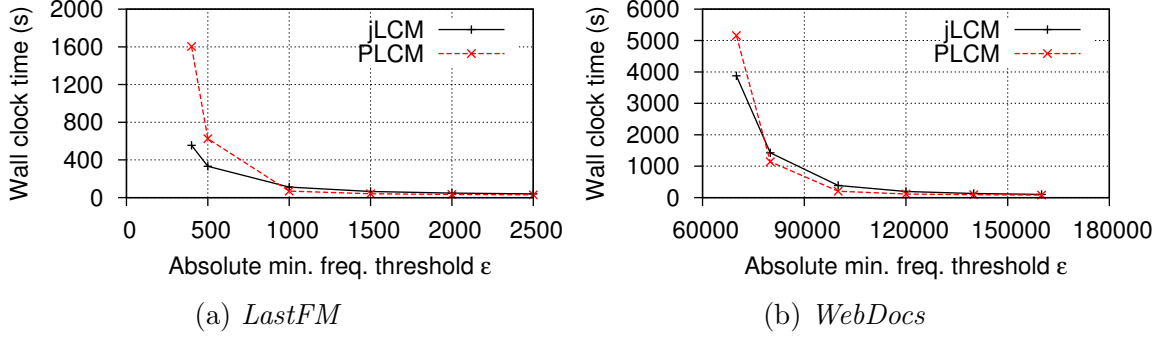 Wall clock time (s)
2000
1600
1200
800
400
0
jLCM
PLCM
0 500 1000 1500 2000 2500
Absolute min. freq. threshold ε
(a) LastFM
Wall clock time (s)
6000
5000
4000
3000
2000
1000
0
jLCM
PLCM
60000 90000 120000 150000 180000
Absolute min. freq. threshold ε
(b) WebDocs